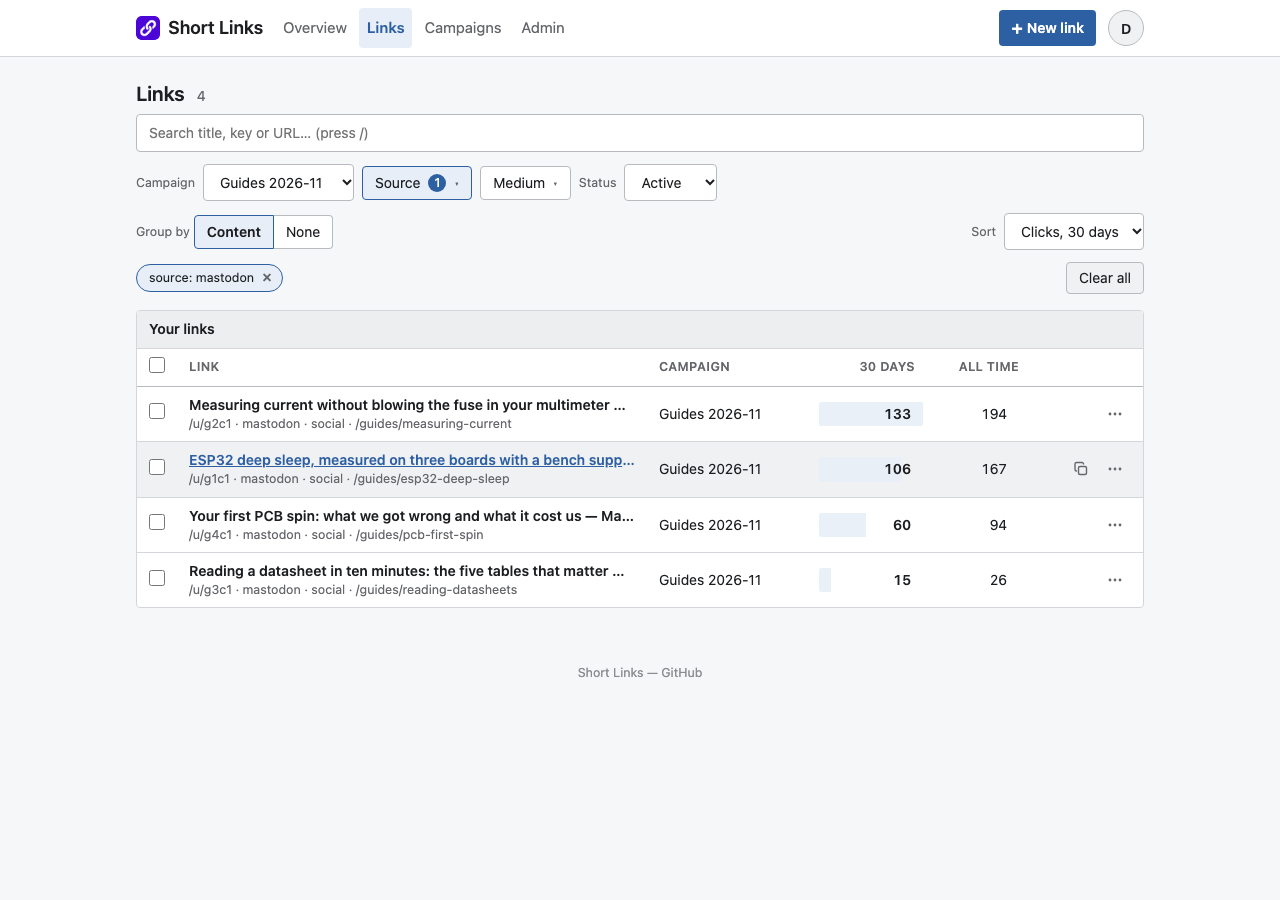 Short Links Overview Links Campaigns Admin + New link D
Links 4
Search title, key or URL... (press /)
Campaign Guides 2026-11 Source 1 Medium Status Active
Group by Content None Sort Clicks, 30 days
source: mastodon × Clear all
Your links
LINK CAMPAIGN 30 DAYS ALL TIME
Measuring current without blowing the fuse in your multimeter ...
/u/g2c1 · mastodon · social · /guides/measuring-current
Guides 2026-11 133 194
ESP32 deep sleep, measured on three boards with a bench supp...
/u/g1c1 · mastodon · social · /guides/esp32-deep-sleep
Guides 2026-11 106 167
Your first PCB spin: what we got wrong and what it cost us — Ma...
/u/g4c1 · mastodon · social · /guides/pcb-first-spin
Guides 2026-11 60 94
Reading a datasheet in ten minutes: the five tables that matter ...
/u/g3c1 · mastodon · social · /guides/reading-datasheets
Guides 2026-11 15 26
Short Links — GitHub